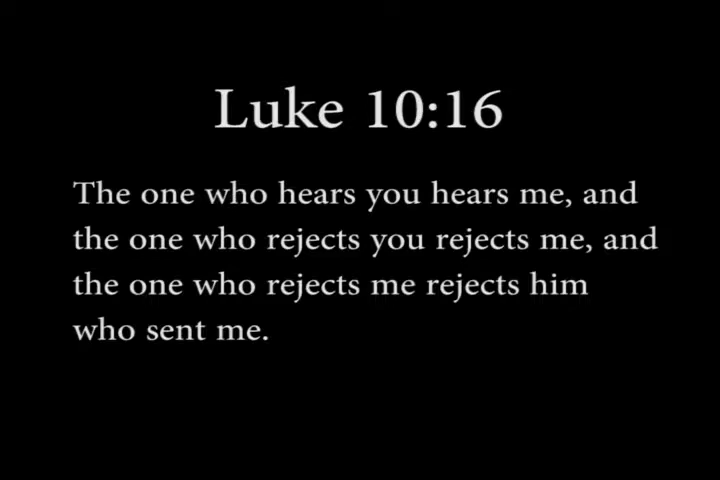 Luke 10:16
The one who hears you hears me, and
the one who rejects you rejects me, and
the one who rejects me rejects him
who sent me.